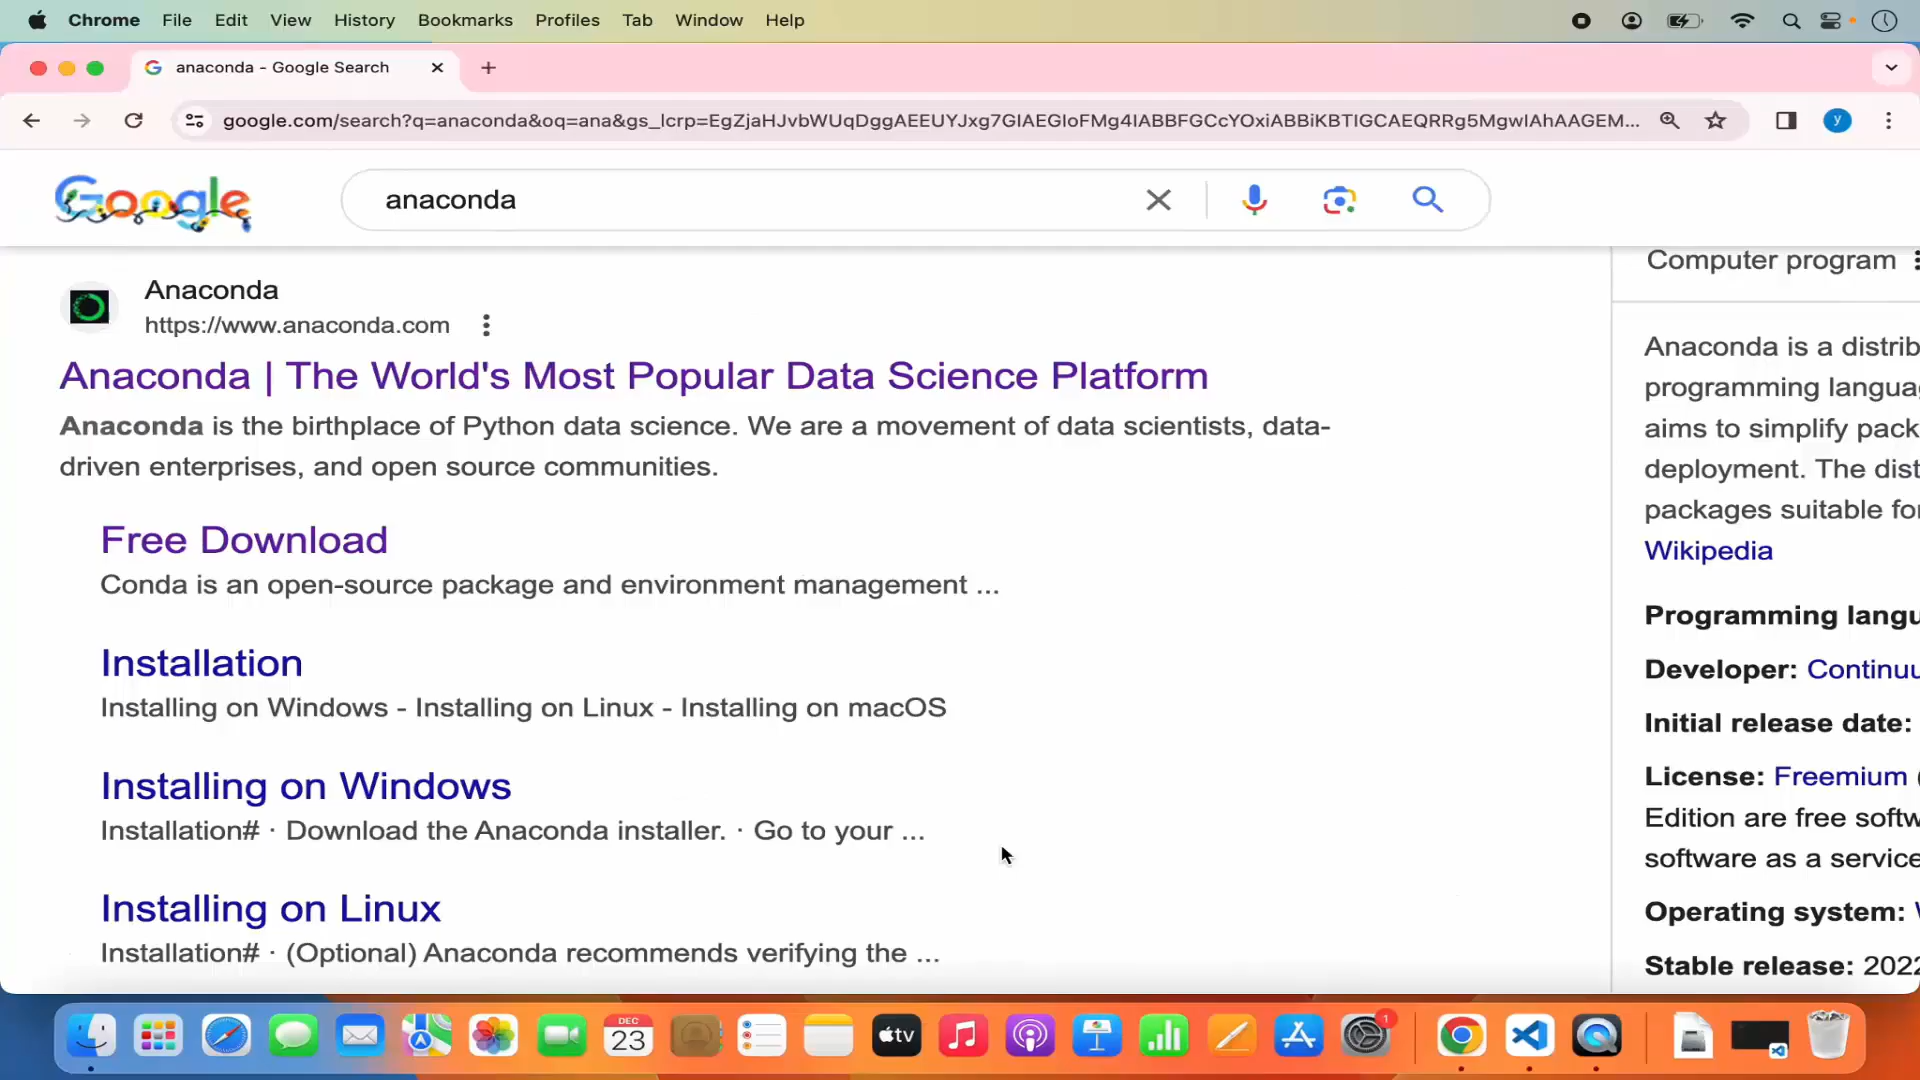 Chrome File Edit View History Bookmarks Profiles Tab Window Help
anaconda - Google Search
google.com/search?q=anaconda&oq=ana&gs_lcrp=
Google
anaconda
Anaconda
https://www.anaconda.com
Anaconda | The World's Most Popular Data Science Platform
Anaconda is the birthplace of Python data science. We are a movement of data scientists, data-
driven enterprises, and open source communities.
Free Download
Conda is an open-source package and environment management ...
Installation
Installing on Windows - Installing on Linux - Installing on macOS
Installing on Windows
Installation# · Download the Anaconda installer. · Go to your ...
Installing on Linux
Installation# · (Optional) Anaconda recommends verifying the ...
Computer program
Anaconda is a distrib
programming languag
aims to simplify pack
deployment. The dist
packages suitable for
Wikipedia
Programming langu
Developer: Continuu
Initial release date:
License: Freemium (
Edition are free softw
software as a service
Operating system:
Stable release: 2022
y
DEC
23
tv
1